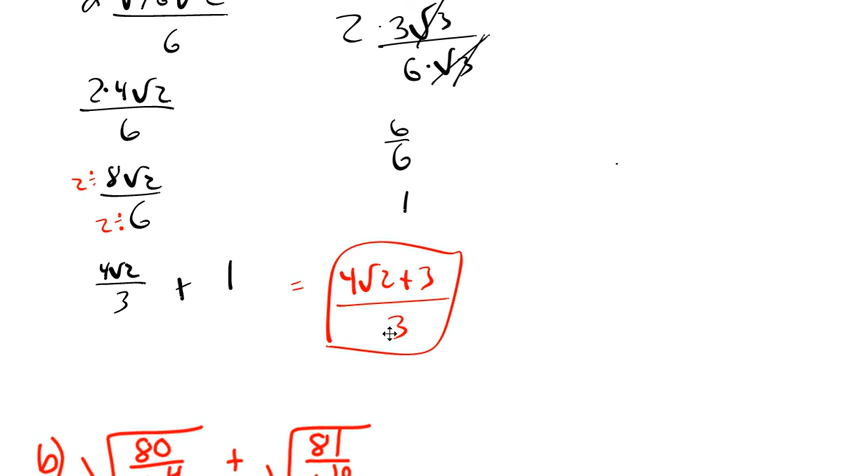 6
2 · 3√3
6 · √3
2·4√2
6
6
6
2÷ 8√2
2÷ 6
1
4√2 + 1 = 4√2+3
3 3
b) √80 + √81